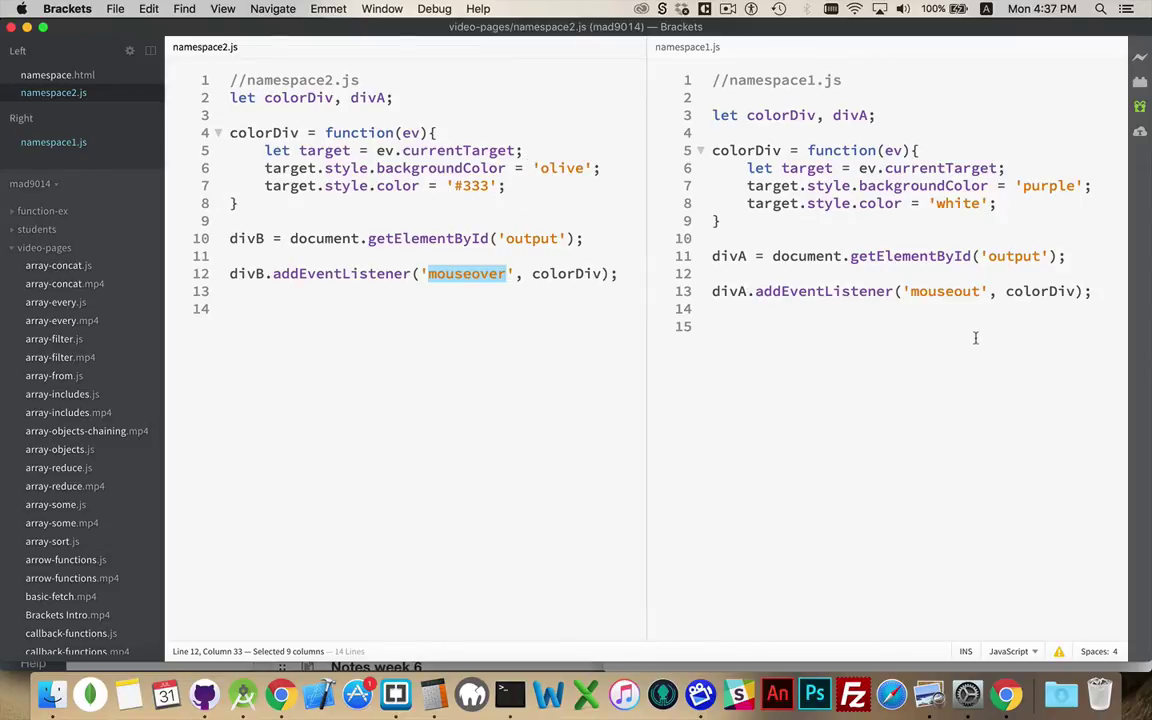 Brackets File Edit Find View Navigate Emmet Window Debug Help
100% A Mon 4:37 PM
video-pages/namespace2.js (mad9014) — Brackets
Left
namespace.html
namespace2.js
Right
namespace1.js
mad9014
function-ex
students
video-pages
array-concat.js
array-concat.mp4
array-every.js
array-every.mp4
array-filter.js
array-filter.mp4
array-from.js
array-includes.js
array-includes.mp4
array-objects-chaining.mp4
array-objects.js
array-reduce.js
array-reduce.mp4
array-some.js
array-some.mp4
array-sort.js
arrow-functions.js
arrow-functions.mp4
basic-fetch.mp4
Brackets Intro.mp4
callback-functions.js
callback-functions.mp4
Help
namespace2.js
1 //namespace2.js
2 let colorDiv, divA;
3
4 colorDiv = function(ev){
5 let target = ev.currentTarget;
6 target.style.backgroundColor = 'olive';
7 target.style.color = '#333';
8 }
9
10 divB = document.getElementById('output');
11
12 divB.addEventListener('mouseover', colorDiv);
13
14
namespace1.js
1 //namespace1.js
2
3 let colorDiv, divA;
4
5 colorDiv = function(ev){
6 let target = ev.currentTarget;
7 target.style.backgroundColor = 'purple';
8 target.style.color = 'white';
9 }
10
11 divA = document.getElementById('output');
12
13 divA.addEventListener('mouseout', colorDiv);
14
15
Line 12, Column 33 — Selected 9 columns — 14 Lines
INS JavaScript Spaces: 4
Notes week 6
JUL
31
1
W
X
S
An
Ps
Fz